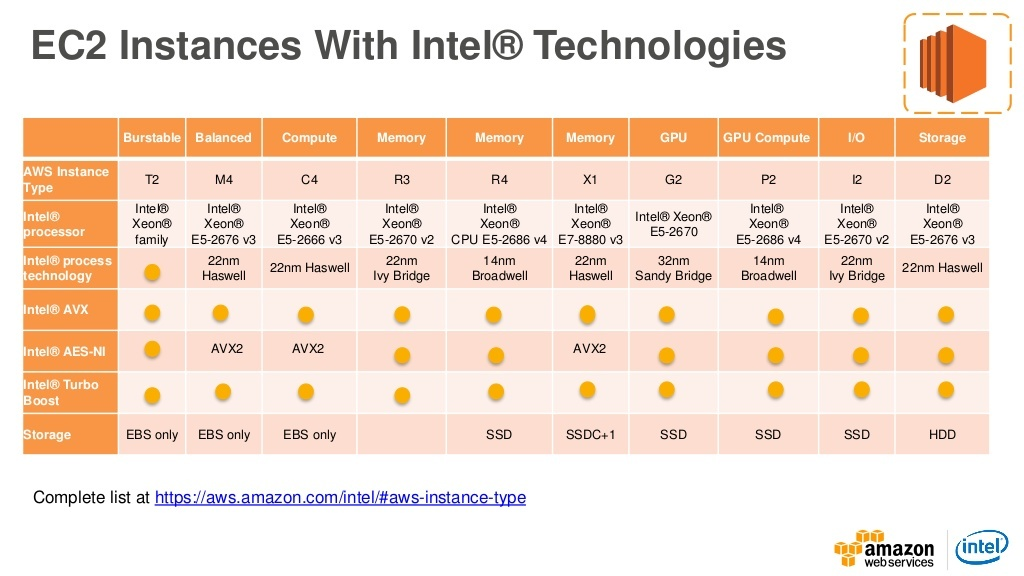 EC2 Instances With Intel® Technologies
Burstable Balanced Compute Memory Memory Memory GPU GPU Compute I/O Storage
AWS Instance
Type
T2 M4 C4 R3 R4 X1 G2 P2 I2 D2
Intel®
processor
Intel®
Xeon®
family
Intel®
Xeon®
E5-2676 v3
Intel®
Xeon®
E5-2666 v3
Intel®
Xeon®
E5-2670 v2
Intel®
Xeon®
CPU E5-2686 v4
Intel®
Xeon®
E7-8880 v3
Intel® Xeon®
E5-2670
Intel®
Xeon®
E5-2686 v4
Intel®
Xeon®
E5-2670 v2
Intel®
Xeon®
E5-2676 v3
Intel® process
technology
22nm
Haswell
22nm Haswell
22nm
Ivy Bridge
14nm
Broadwell
22nm
Haswell
32nm
Sandy Bridge
14nm
Broadwell
22nm
Ivy Bridge
22nm Haswell
Intel® AVX
Intel® AES-NI
AVX2 AVX2 AVX2
Intel® Turbo
Boost
Storage EBS only EBS only EBS only SSD SSDC+1 SSD SSD SSD HDD
Complete list at https://aws.amazon.com/intel/#aws-instance-type
amazon
webservices
intel